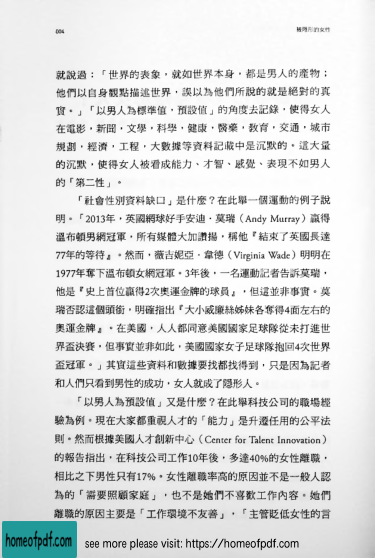 004
被隱形的女性
就說過：「世界的表象，就如世界本身，都是男人的產物；
他們以自身觀點描述世界，誤以為他們所說的就是絕對的真
實。」「以男人為標準值，預設值」的角度去記錄，使得女人
在電影，新聞，文學，科學，健康，醫藥，教育，交通，城市
規劃，經濟，工程，大數據等資料記載中是沉默的。這大量
的沉默，使得女人被看成能力、才智、感覺、表現不如男人
的「第二性」。
「社會性別資料缺口」是什麼？在此舉一個運動的例子說
明。「2013年，英國網球好手安迪．莫瑞（Andy Murray）贏得
溫布頓男網冠軍，所有媒體大加讚揚，稱他『結束了英國長達
77年的等待』。然而，薇吉妮亞．韋德（Virginia Wade）明明在
1977年奪下溫布頓女網冠軍。3年後，一名運動記者告訴莫瑞，
他是『史上首位贏得2次奧運金牌的球員』，但這並非事實。莫
瑞否認這個頭銜，明確指出『大小威廉絲姊妹各奪得4面左右的
奧運金牌』。在美國，人人都同意美國國家足球隊從未打進世
界盃決賽，但事實並非如此，美國國家女子足球隊抱回4次世界
盃冠軍。」其實這些資料和數據要找都找得到，只是因為記者
和人們只看到男性的成功，女人就成了隱形人。
「以男人為預設值」又是什麼？在此舉科技公司的職場經
驗為例。現在大家都重視人才的「能力」是升遷任用的公平法
則。然而根據美國人才創新中心（Center for Talent Innovation）
的報告指出，在科技公司工作10年後，多達40%的女性離職，
相比之下男性只有17%。女性離職率高的原因並不是一般人認
為的「需要照顧家庭」，也不是她們不喜歡工作內容。她們
離職的原因主要是「工作環境不友善」，「主管貶低女性的言
homeofpdf.com
see more please visit: https://homeofpdf.com